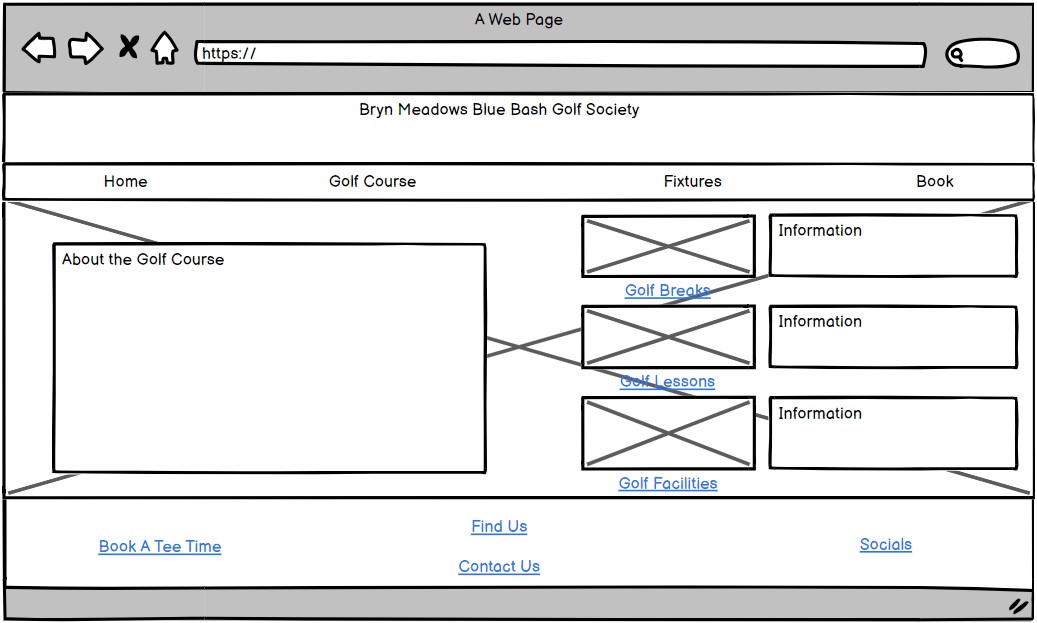 A Web Page
https://
Bryn Meadows Blue Bash Golf Society
Home Golf Course Fixtures Book
About the Golf Course
Information
Golf Breaks
Information
Golf Lessons
Information
Golf Facilities
Book A Tee Time
Find Us
Contact Us
Socials